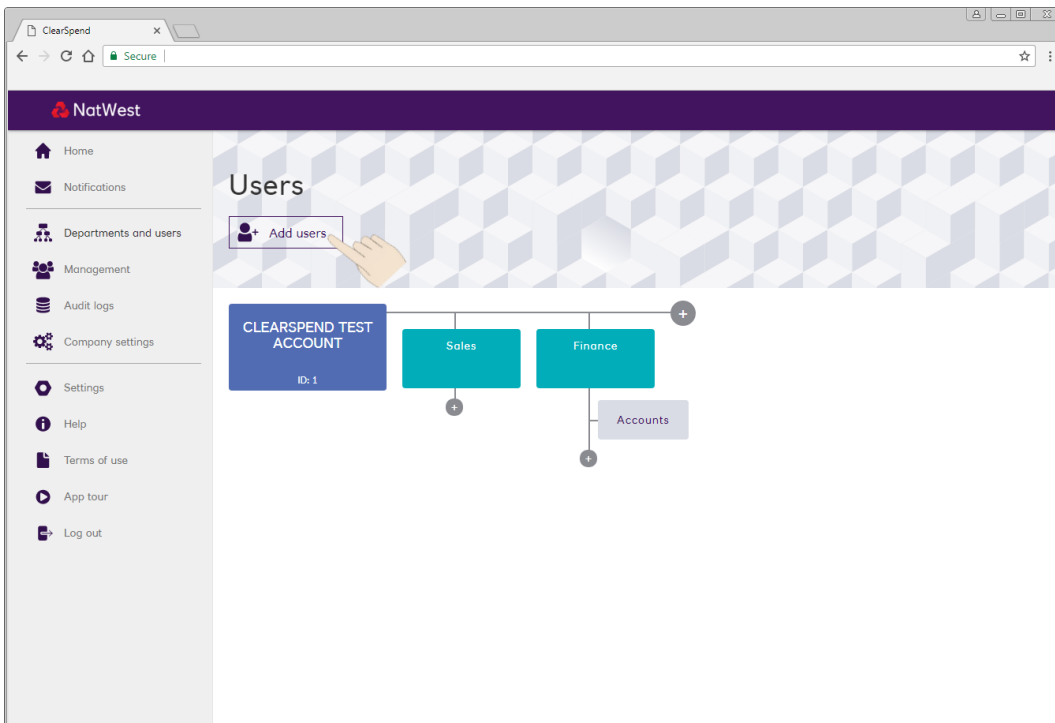 ClearSpend
Secure
NatWest
Home
Notifications
Departments and users
Management
Audit logs
Company settings
Settings
Help
Terms of use
App tour
Log out
Users
Add users
CLEARSPEND TEST
ACCOUNT
ID: 1
Sales
Finance
Accounts